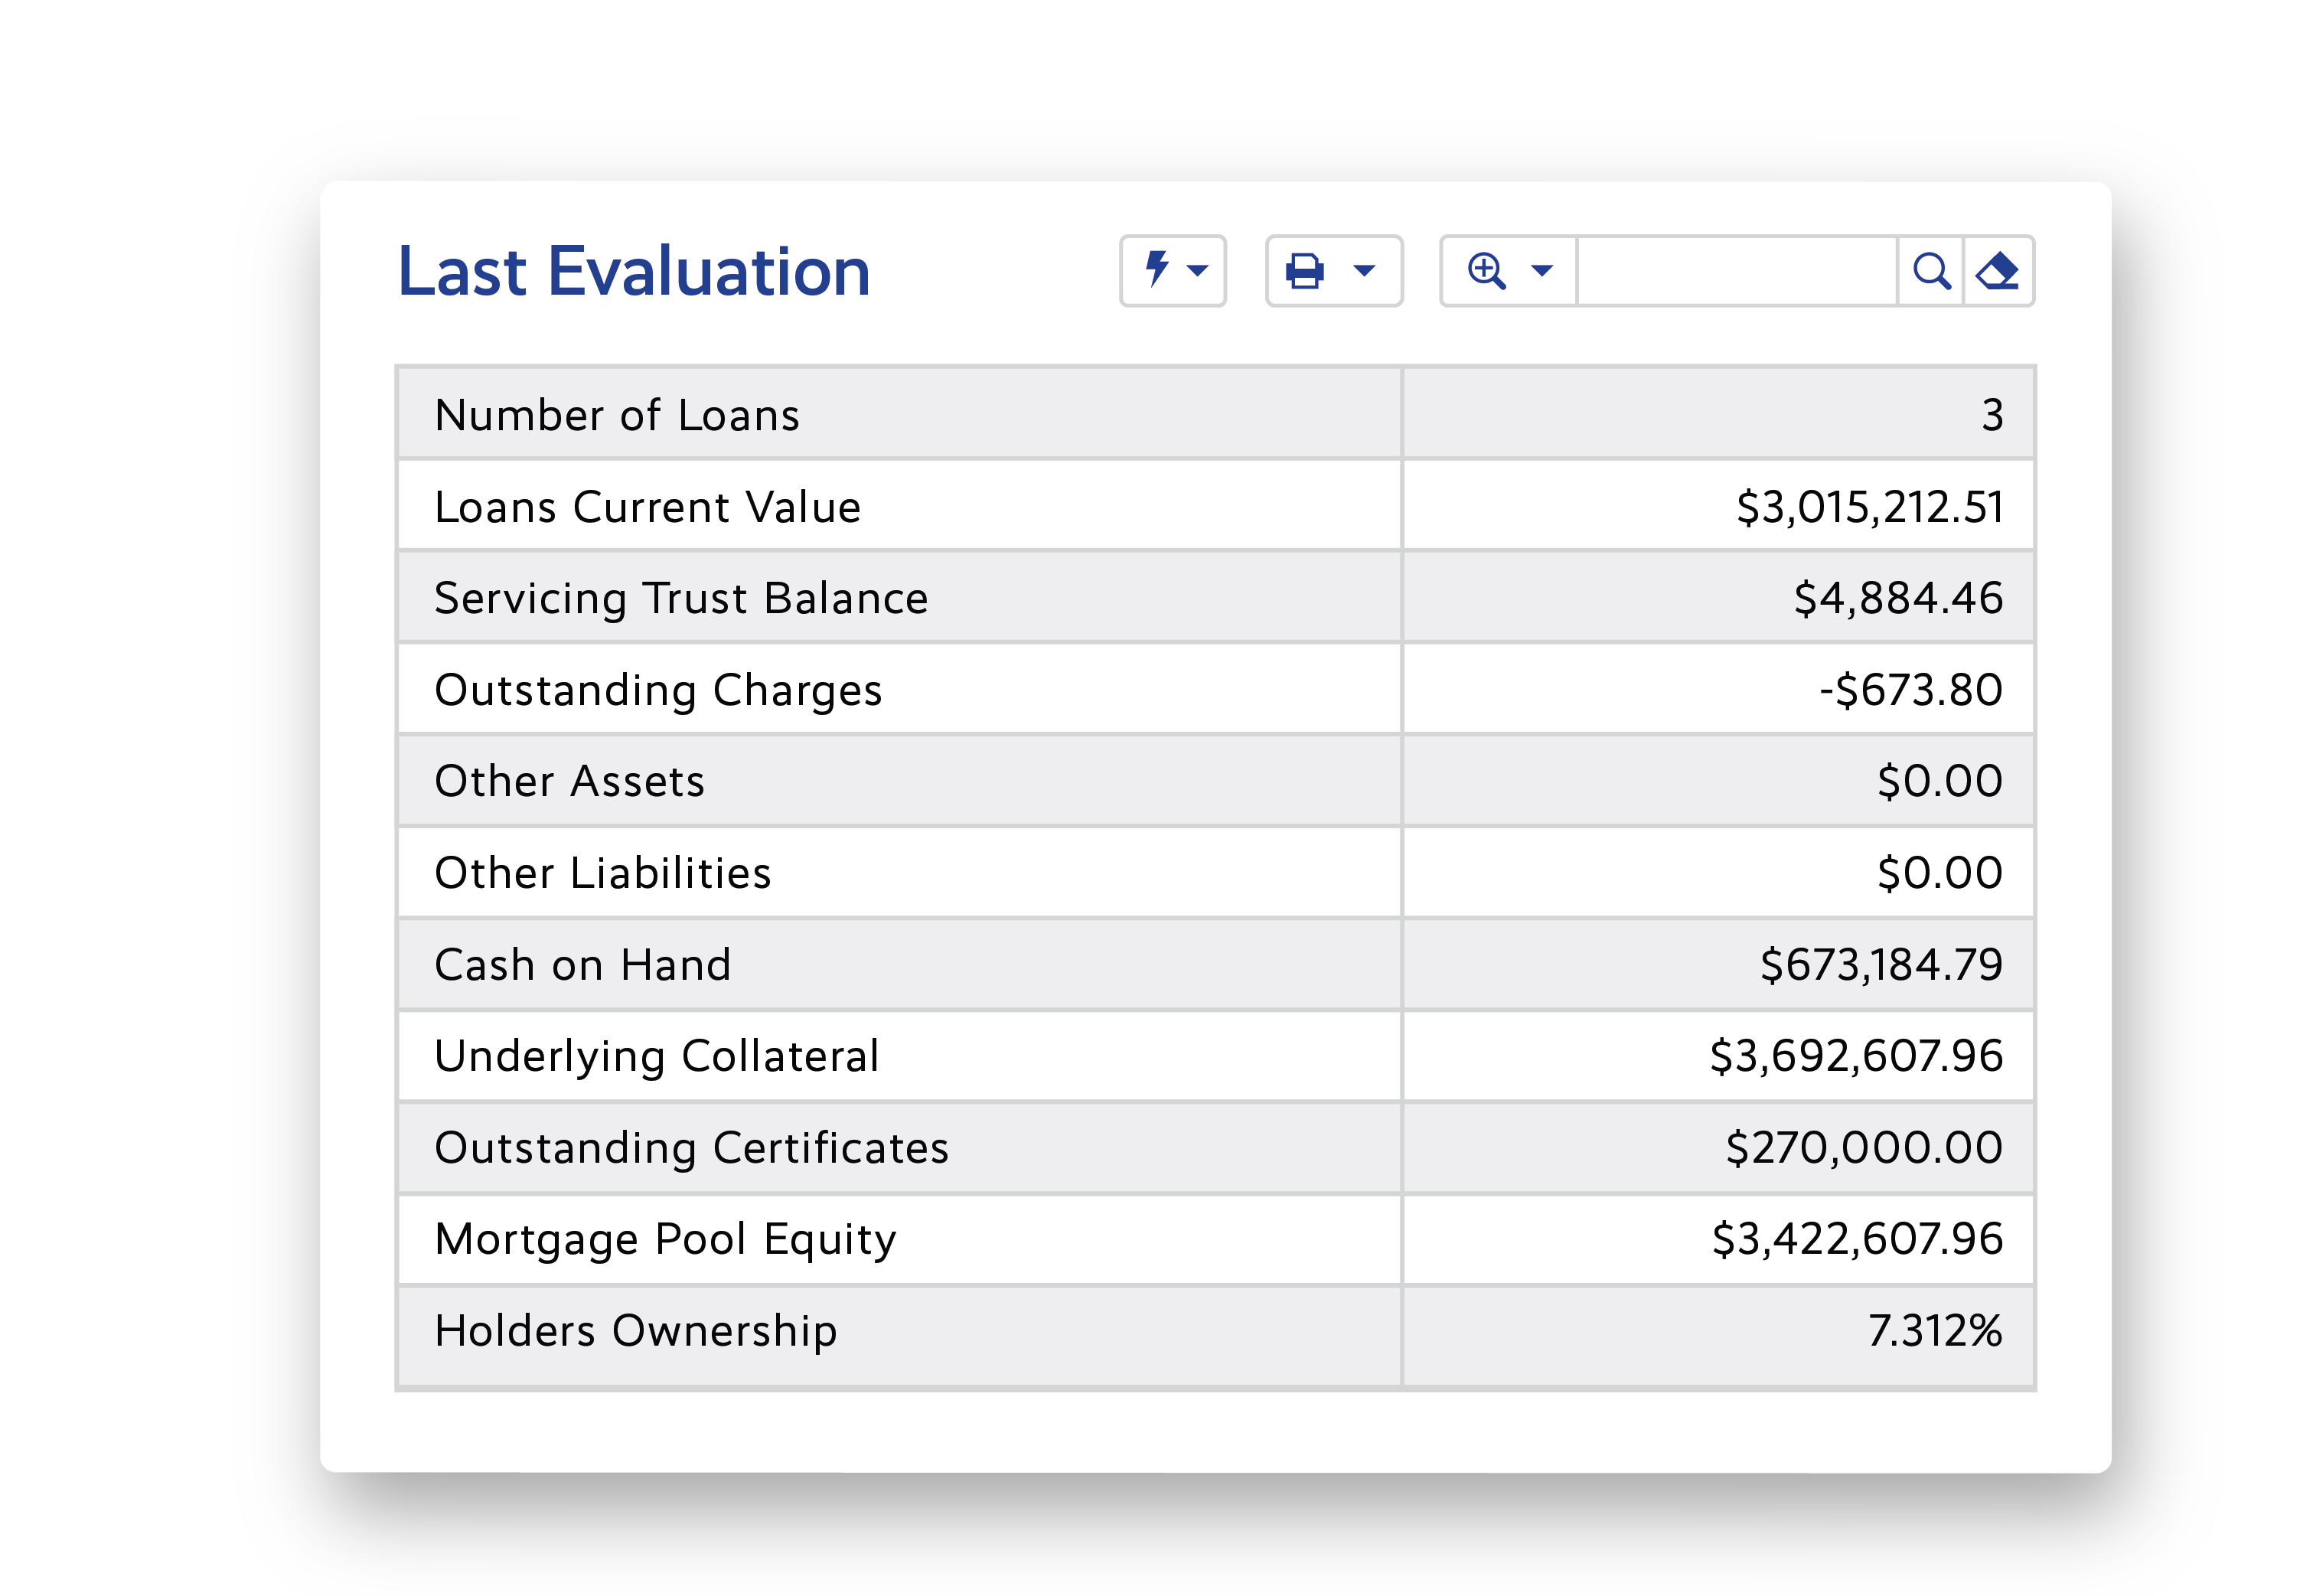 Last Evaluation
Number of Loans 3
Loans Current Value $3,015,212.51
Servicing Trust Balance $4,884.46
Outstanding Charges -$673.80
Other Assets $0.00
Other Liabilities $0.00
Cash on Hand $673,184.79
Underlying Collateral $3,692,607.96
Outstanding Certificates $270,000.00
Mortgage Pool Equity $3,422,607.96
Holders Ownership 7.312%